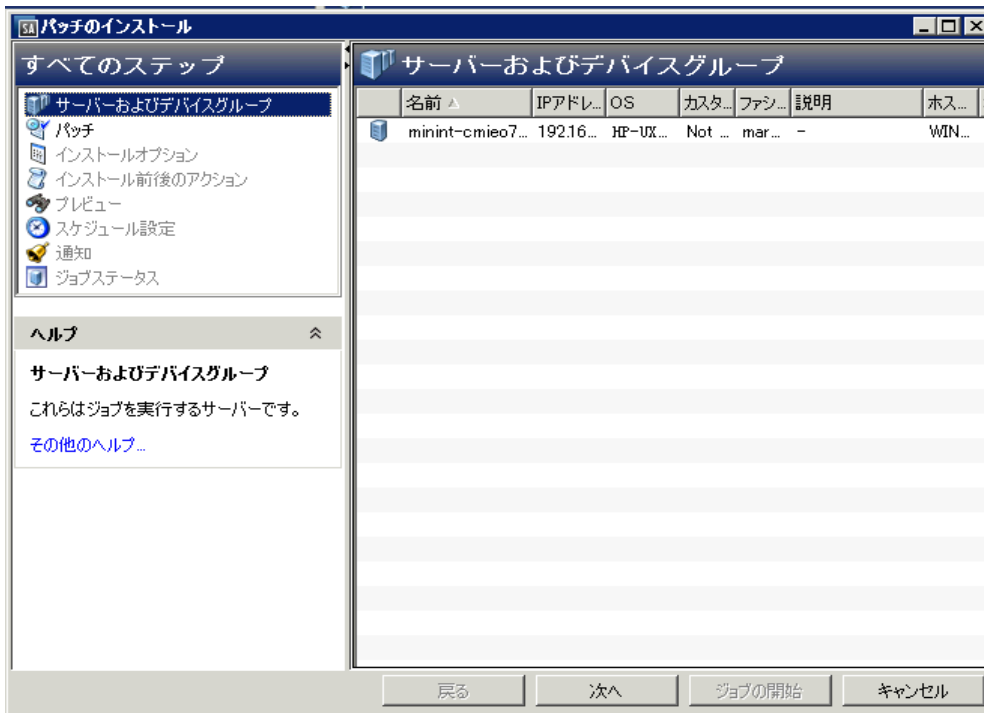 SA パッチのインストール
すべてのステップ
サーバーおよびデバイスグループ
パッチ
インストールオプション
インストール前後のアクション
プレビュー
スケジュール設定
通知
ジョブステータス
ヘルプ
サーバーおよびデバイスグループ
これらはジョブを実行するサーバーです。
その他のヘルプ...
サーバーおよびデバイスグループ
名前 IPアドレ... OS カスタ... ファシ... 説明 ホス...
minint-cmieo7... 192.16... HP-UX... Not ... mar... - WIN...
戻る 次へ ジョブの開始 キャンセル